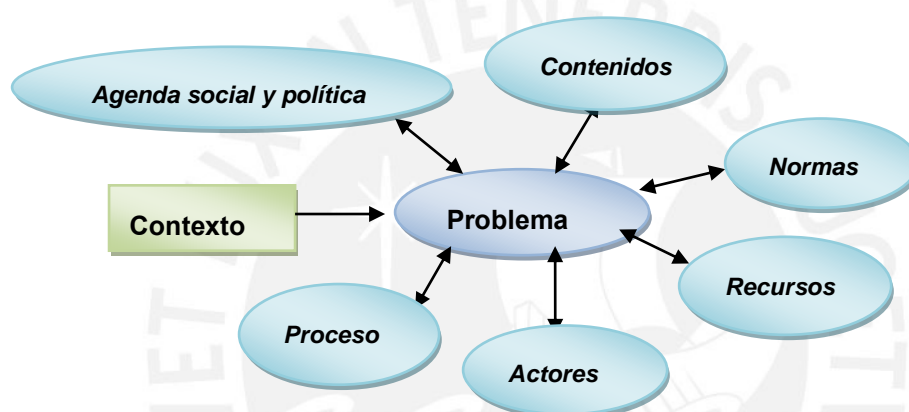 Contenidos
Agenda social y política
Normas
Contexto
Problema
Recursos
Proceso
Actores